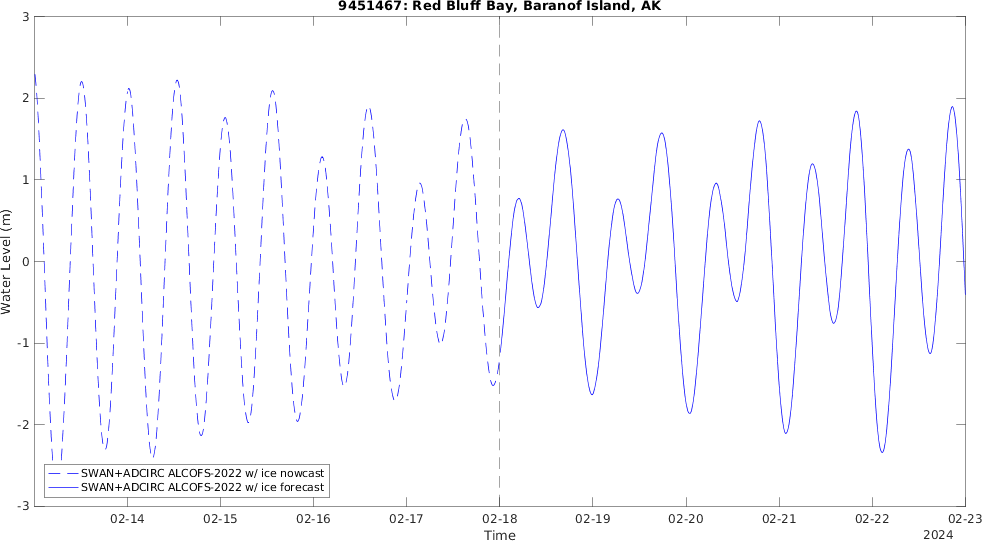 9451467: Red Bluff Bay, Baranof Island, AK
3
2
1
0
-1
-2
-3
Water Level (m)
SWAN+ADCIRC ALCOFS-2022 w/ ice nowcast
SWAN+ADCIRC ALCOFS-2022 w/ ice forecast
02-14 02-15 02-16 02-17 02-18 02-19 02-20 02-21 02-22 02-23
Time
2024